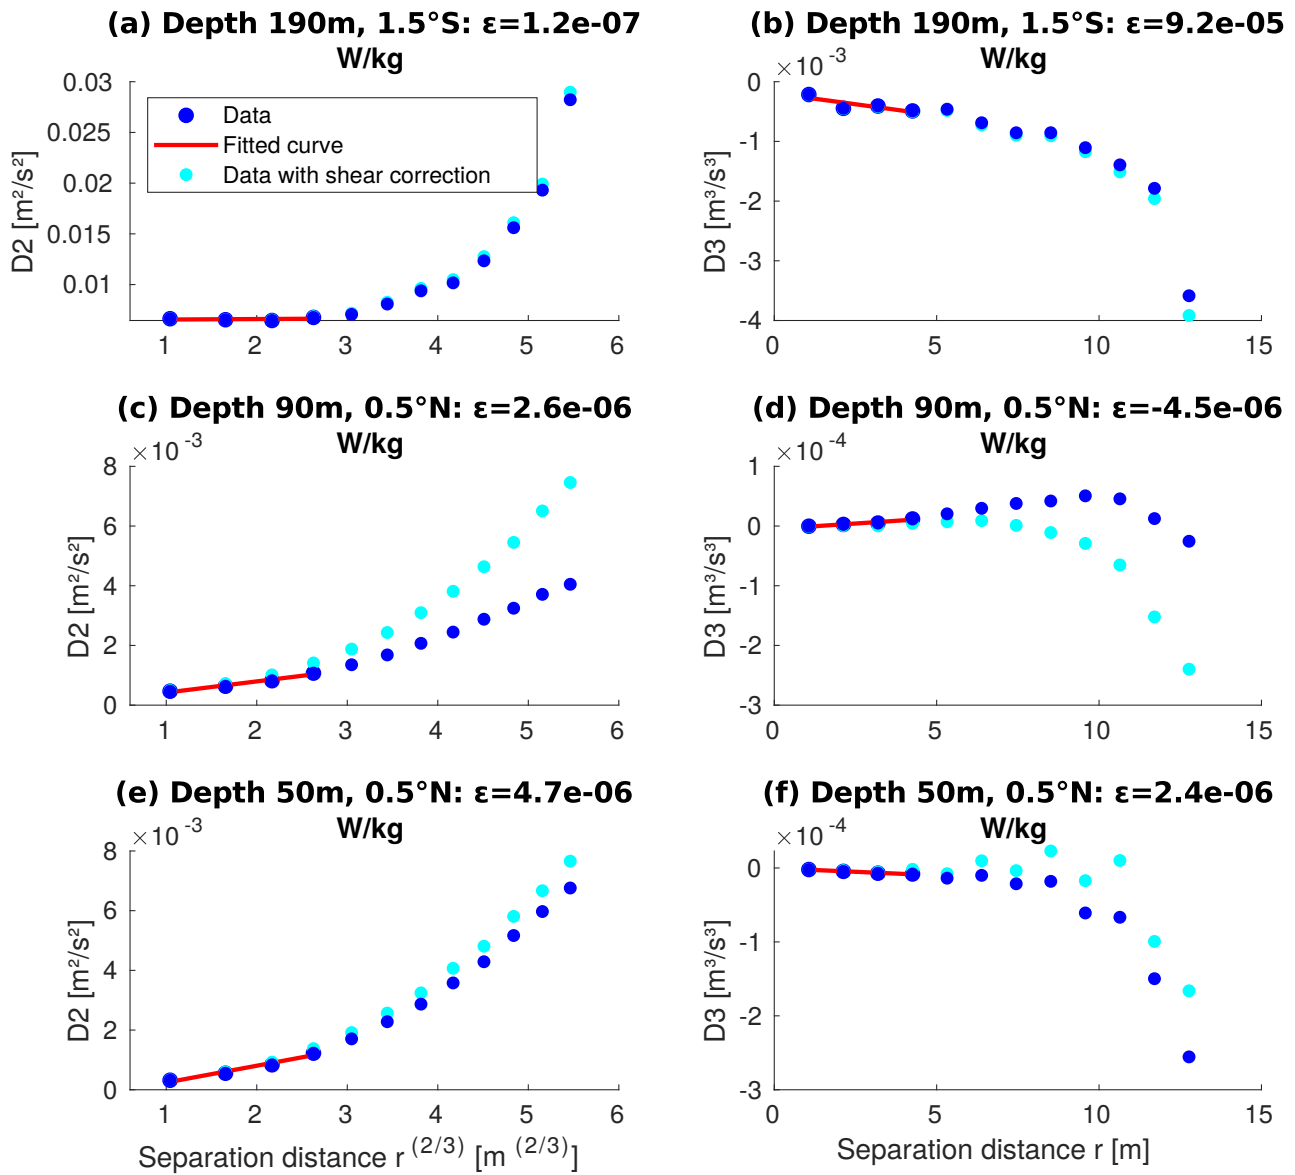 (a) Depth 190m, 1.5°S: ε=1.2e-07
W/kg
0.03
0.025
0.02
0.015
0.01
D2 [m²/s²]
Data
Fitted curve
Data with shear correction
1 2 3 4 5 6
(b) Depth 190m, 1.5°S: ε=9.2e-05
W/kg
×10 -3
0
-1
-2
-3
-4
D3 [m³/s³]
0 5 10 15
(c) Depth 90m, 0.5°N: ε=2.6e-06
W/kg
×10 -3
8
6
4
2
0
D2 [m²/s²]
1 2 3 4 5 6
(d) Depth 90m, 0.5°N: ε=-4.5e-06
W/kg
×10 -4
1
0
-1
-2
-3
D3 [m³/s³]
0 5 10 15
(e) Depth 50m, 0.5°N: ε=4.7e-06
W/kg
×10 -3
8
6
4
2
0
D2 [m²/s²]
1 2 3 4 5 6
Separation distance r (2/3) [m (2/3)]
(f) Depth 50m, 0.5°N: ε=2.4e-06
W/kg
×10 -4
0
-1
-2
-3
D3 [m³/s³]
0 5 10 15
Separation distance r [m]